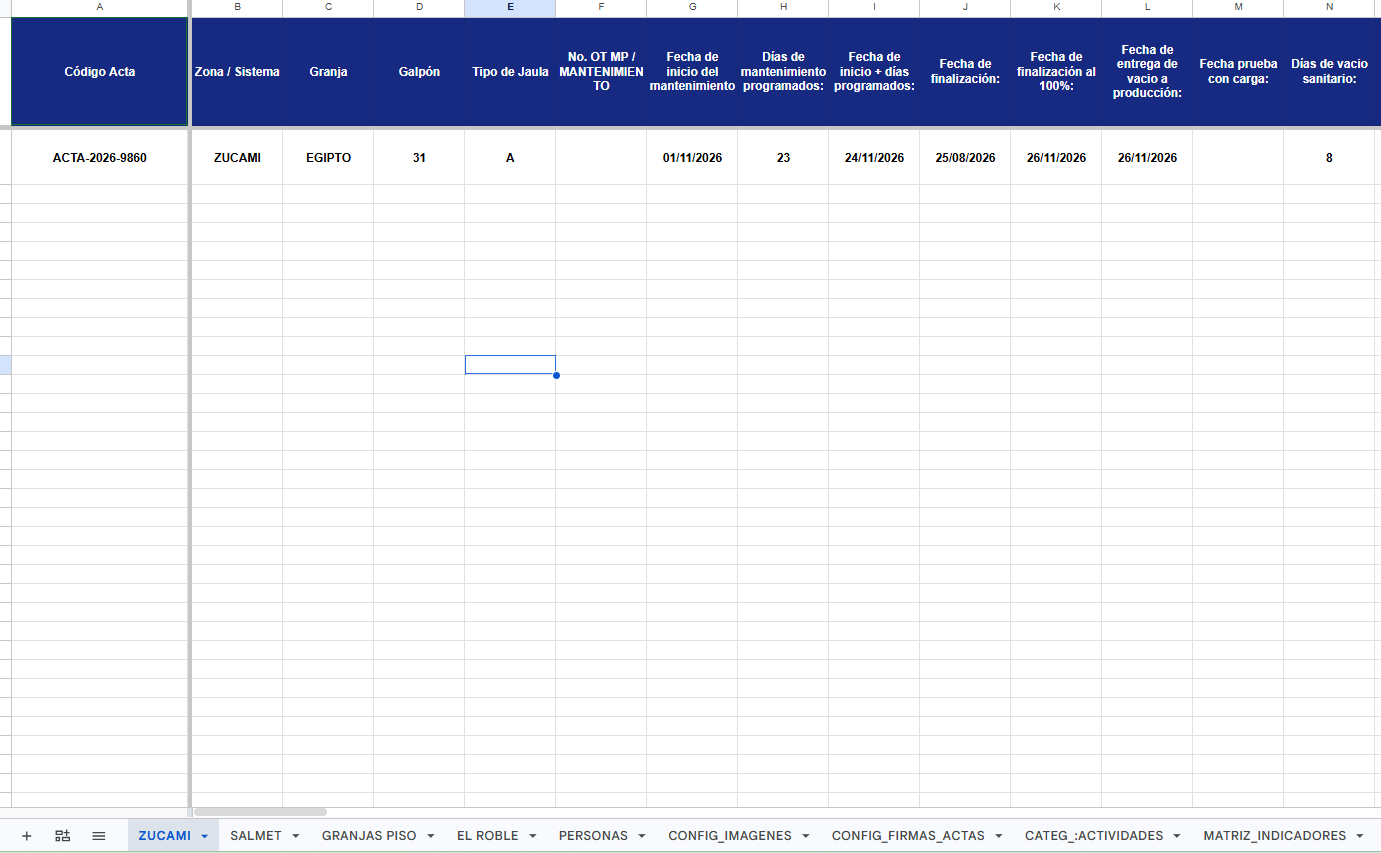 A B C D E F G H I J K L M N
Código Acta
Zona / Sistema
Granja
Galpón
Tipo de Jaula
No. OT MP /
MANTENIMIEN
TO
Fecha de
inicio del
mantenimiento
Días de
mantenimiento
programados:
Fecha de
inicio + días
programados:
Fecha de
finalización:
Fecha de
finalización al
100%:
Fecha de
entrega de
vacio a
producción:
Fecha prueba
con carga:
Días de vacio
sanitario:
ACTA-2026-9860 ZUCAMI EGIPTO 31 A 01/11/2026 23 24/11/2026 25/08/2026 26/11/2026 26/11/2026 8
ZUCAMI SALMET GRANJAS PISO EL ROBLE PERSONAS CONFIG_IMAGENES CONFIG_FIRMAS_ACTAS CATEG_:ACTIVIDADES MATRIZ_INDICADORES